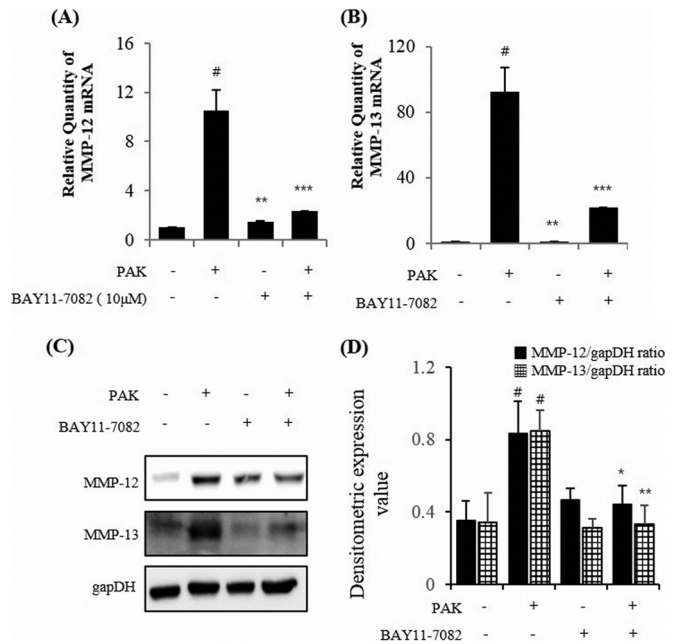 (A)
Relative Quantity of
MMP-12 mRNA
16
12
8
4
0
#
**
***
PAK - + - +
BAY11-7082 ( 10µM) - - + +
(B)
Relative Quantity of
MMP-13 mRNA
120
80
40
0
#
**
***
PAK - + - +
BAY11-7082 - - + +
(C)
PAK - + - +
BAY11-7082 - - + +
MMP-12
MMP-13
gapDH
(D)
MMP-12/gapDH ratio
MMP-13/gapDH ratio
Densitometric expression
value
1.2
0.8
0.4
0
# #
*
**
PAK - + - +
BAY11-7082 - - + +